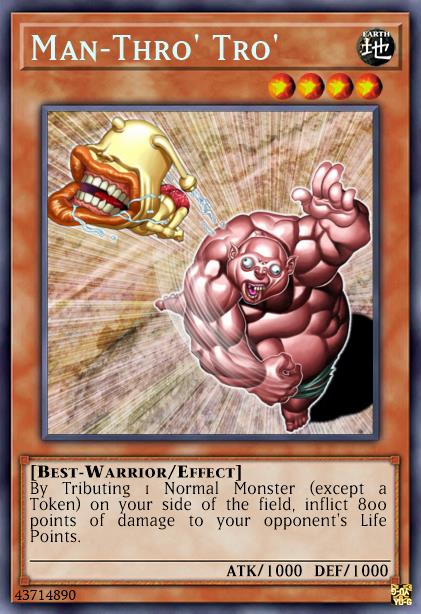 Man-Thro' Tro'
EARTH
地
[Best-Warrior/Effect]
By Tributing 1 Normal Monster (except a
Token) on your side of the field, inflict 800
points of damage to your opponent's Life
Points.
ATK/1000 DEF/1000
43714890